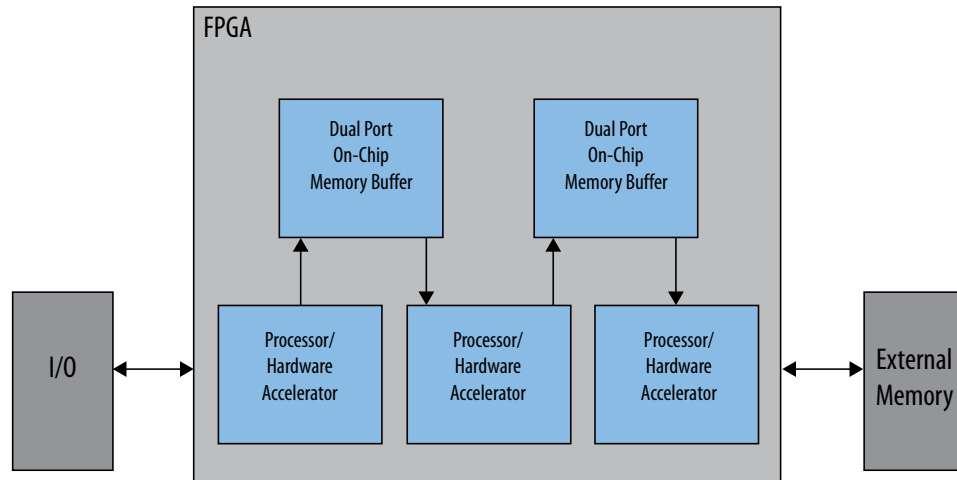 FPGA
Dual Port
On-Chip
Memory Buffer
Dual Port
On-Chip
Memory Buffer
I/O
Processor/
Hardware
Accelerator
Processor/
Hardware
Accelerator
Processor/
Hardware
Accelerator
External
Memory